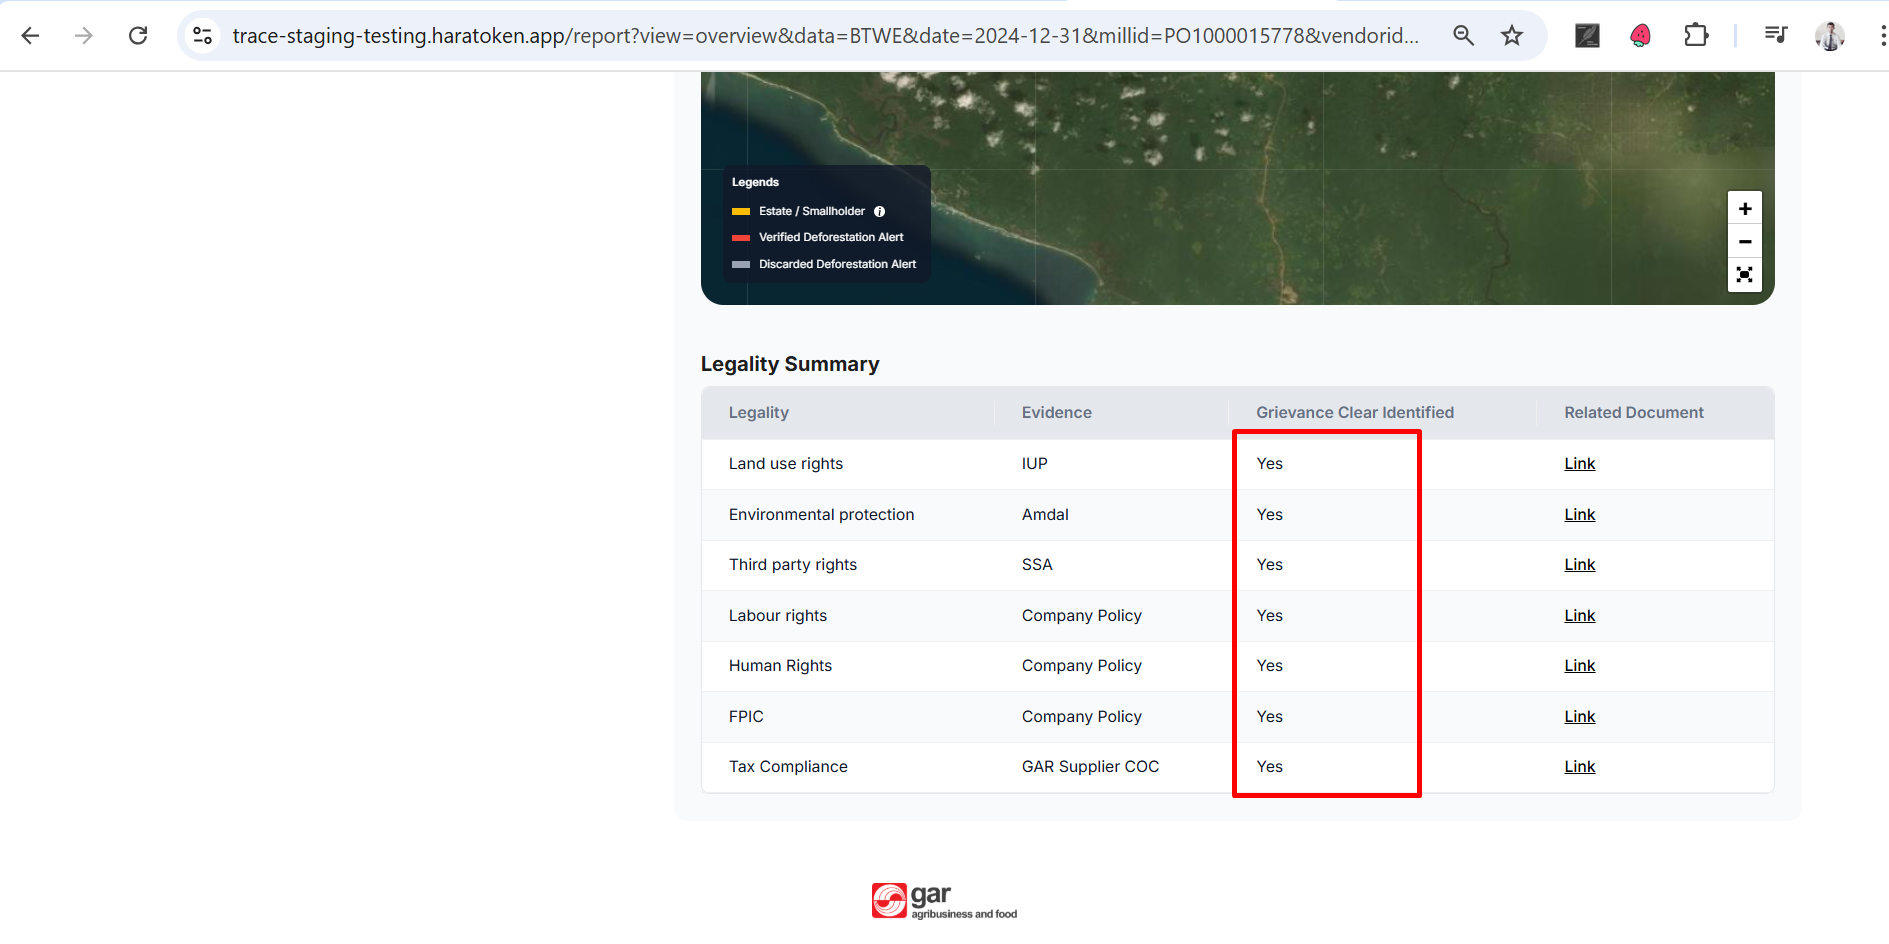 trace-staging-testing.haratoken.app/report?view=overview&data=BTWE&date=2024-12-31&millid=PO1000015778&vendorid...
Legends
Estate / Smallholder i
Verified Deforestation Alert
Discarded Deforestation Alert
+
−
Legality Summary
Legality Evidence Grievance Clear Identified Related Document
Land use rights IUP Yes Link
Environmental protection Amdal Yes Link
Third party rights SSA Yes Link
Labour rights Company Policy Yes Link
Human Rights Company Policy Yes Link
FPIC Company Policy Yes Link
Tax Compliance GAR Supplier COC Yes Link
gar
agribusiness and food